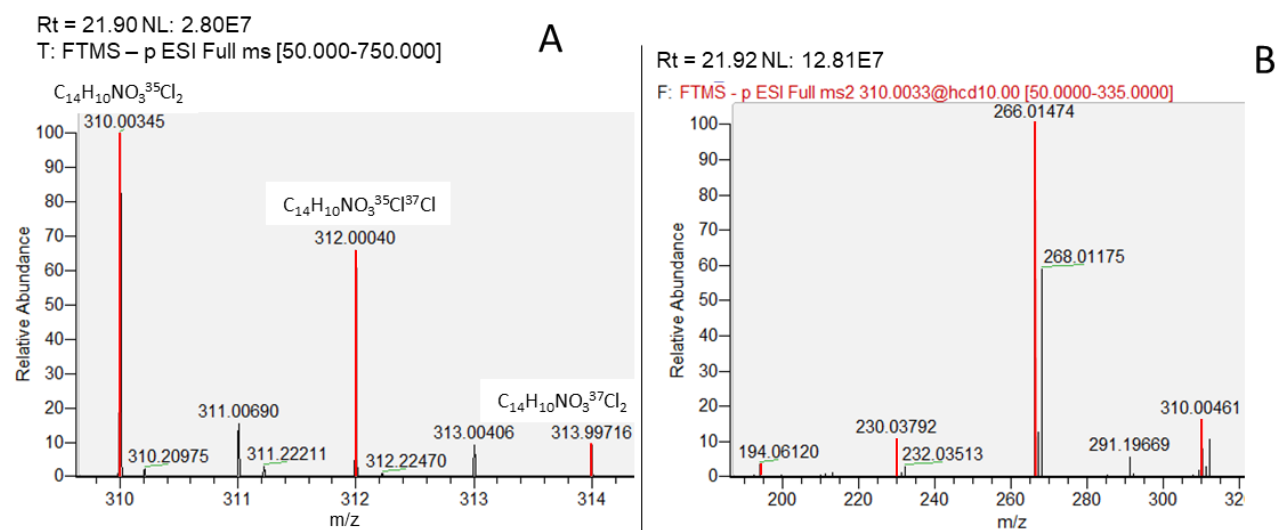 Rt = 21.90 NL: 2.80E7
T: FTMS – p ESI Full ms [50.000-750.000]
A
C₁₄H₁₀NO₃³⁵Cl₂
310.00345
C₁₄H₁₀NO₃³⁵Cl³⁷Cl
312.00040
C₁₄H₁₀NO₃³⁷Cl₂
311.00690
313.00406
313.99716
310.20975
311.22211
312.22470
Relative Abundance
100
90
80
70
60
50
40
30
20
10
0
310 311 312 313 314
m/z
Rt = 21.92 NL: 12.81E7
B
F: FTMS - p ESI Full ms2 310.0033@hcd10.00 [50.0000-335.0000]
266.01474
268.01175
310.00461
230.03792
291.19669
194.06120
232.03513
Relative Abundance
100
90
80
70
60
50
40
30
20
10
0
200 220 240 260 280 300
m/z